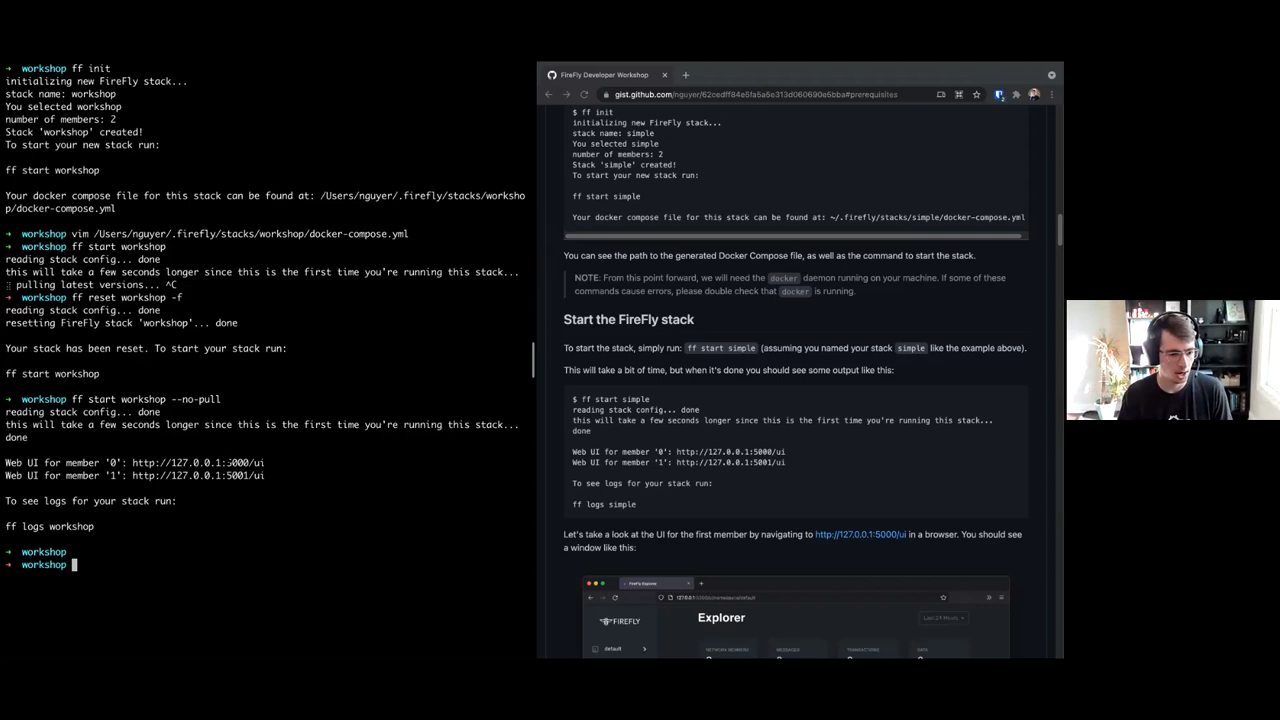 ➜ workshop ff init
initializing new FireFly stack...
stack name: workshop
You selected workshop
number of members: 2
Stack 'workshop' created!
To start your new stack run:
ff start workshop
Your docker compose file for this stack can be found at: /Users/nguyer/.firefly/stacks/worksho
p/docker-compose.yml
➜ workshop vim /Users/nguyer/.firefly/stacks/workshop/docker-compose.yml
➜ workshop ff start workshop
reading stack config... done
this will take a few seconds longer since this is the first time you're running this stack...
pulling latest versions... ^C
➜ workshop ff reset workshop -f
reading stack config... done
resetting FireFly stack 'workshop'... done
Your stack has been reset. To start your stack run:
ff start workshop
➜ workshop ff start workshop --no-pull
reading stack config... done
this will take a few seconds longer since this is the first time you're running this stack...
done
Web UI for member '0': http://127.0.0.1:5000/ui
Web UI for member '1': http://127.0.0.1:5001/ui
To see logs for your stack run:
ff logs workshop
➜ workshop
➜ workshop
FireFly Developer Workshop
gist.github.com/nguyer/62cedff84e5fa5a5e313d060690e5bba#prerequisites
$ ff init
initializing new FireFly stack...
stack name: simple
You selected simple
number of members: 2
Stack 'simple' created!
To start your new stack run:
ff start simple
Your docker compose file for this stack can be found at: ~/.firefly/stacks/simple/docker-compose.yml
You can see the path to the generated Docker Compose file, as well as the command to start the stack.
NOTE: From this point forward, we will need the docker daemon running on your machine. If some of these
commands cause errors, please double check that docker is running.
Start the FireFly stack
To start the stack, simply run: ff start simple (assuming you named your stack simple like the example above).
This will take a bit of time, but when it's done you should see some output like this:
$ ff start simple
reading stack config... done
this will take a few seconds longer since this is the first time you're running this stack...
done
Web UI for member '0': http://127.0.0.1:5000/ui
Web UI for member '1': http://127.0.0.1:5001/ui
To see logs for your stack run:
ff logs simple
Let's take a look at the UI for the first member by navigating to http://127.0.0.1:5000/ui in a browser. You should see
a window like this:
FireFly Explorer
FIREFLY
Explorer
Last 24 Hours
default
NETWORK MEMBERS
MESSAGES
TRANSACTIONS
DATA